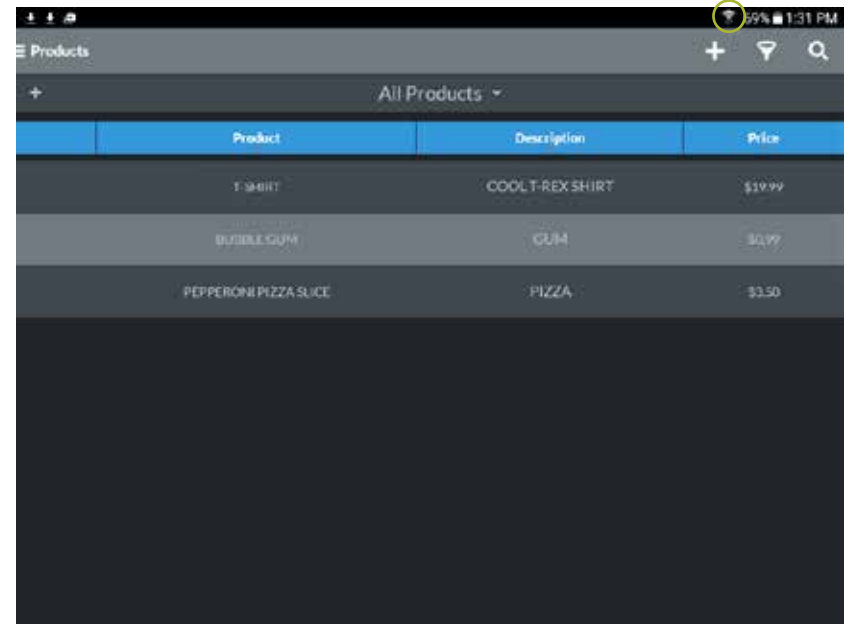 69% 1:31 PM
Products
All Products
Product Description Price
T-SHIRT COOL T-REX SHIRT $19.99
BUBBLE GUM GUM $0.99
PEPPERONI PIZZA SLICE PIZZA $3.50